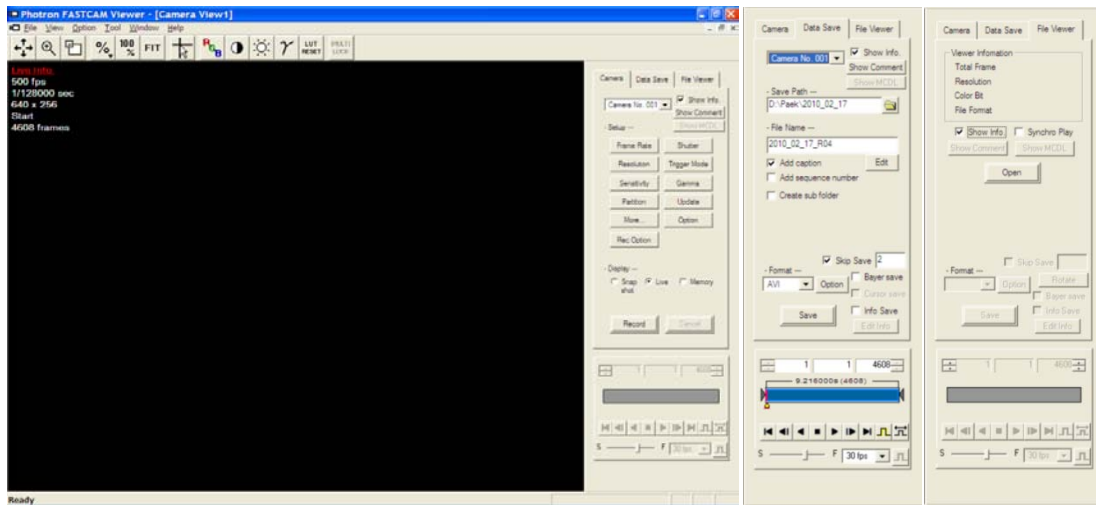 Photron FASTCAM Viewer - [Camera View1]
File View Option Tool Window Help
% 100 % FIT R G B LUT RESET MULTI LUCR
Live Info.
500 fps
1/128000 sec
640 x 256
Start
4608 frames
Camera Data Save File Viewer
Camera No. 001 Show Info.
Show Comment
Show MCDL
- Setup --
Frame Rate Shutter
Resolution Trigger Mode
Sensitivity Gamma
Partition Update
More... Option
Rec Option
- Display --
Snap shot Live Memory
Record Cancel
1 1 4608
S F 30 fps
Ready
Camera Data Save File Viewer
Camera No. 001 Show Info.
Show Comment
Show MCDL
- Save Path --
D:\Paek\2010_02_17
- File Name --
2010_02_17_R04
Add caption Edit
Add sequence number
Create sub folder
Skip Save 2
- Format --
AVI Option Bayer save
Cursor save
Save Info Save
Edit Info
1 1 4608
9.216000s (4608)
S F 30 fps
Camera Data Save File Viewer
Viewer Infomation
Total Frame
Resolution
Color Bit
File Format
Show Info Synchro Play
Show Comment Show MCDL
Open
Skip Save
- Format --
Option Rotate
Bayer save
Save Info Save
Edit Info
1 1 4608
S F 30 fps